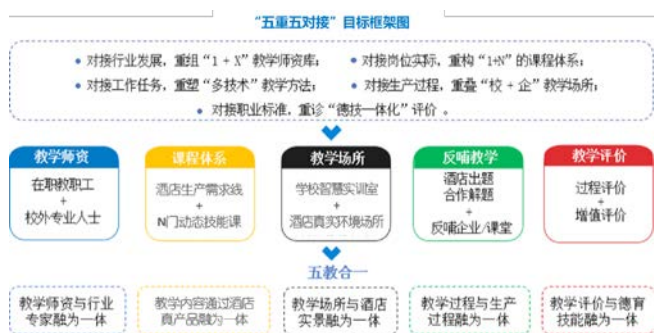 “五重五对接”目标框架图
• 对接行业发展，重组“1 + X”教学师资库； • 对接岗位实际，重构“1+N”的课程体系；
• 对接工作任务，重塑“多技术”教学方法； • 对接生产过程，重叠“校 + 企”教学场所；
• 对接职业标准，重诊“德技一体化”评价 。
教学师资
在职教职工
+
校外专业人士
课程体系
酒店生产需求线
+
N门动态技能课
教学场所
学校智慧实训室
+
酒店真实环境场所
反哺教学
酒店出题
合作解题
+
反哺企业/课堂
教学评价
过程评价
+
增值评价
五教合一
教学师资与行业
专家融为一体
教学内容通过酒店
真产品融为一体
教学场所与酒店
实景融为一体
教学过程与生产
过程融为一体
教学评价与德育
技能融为一体